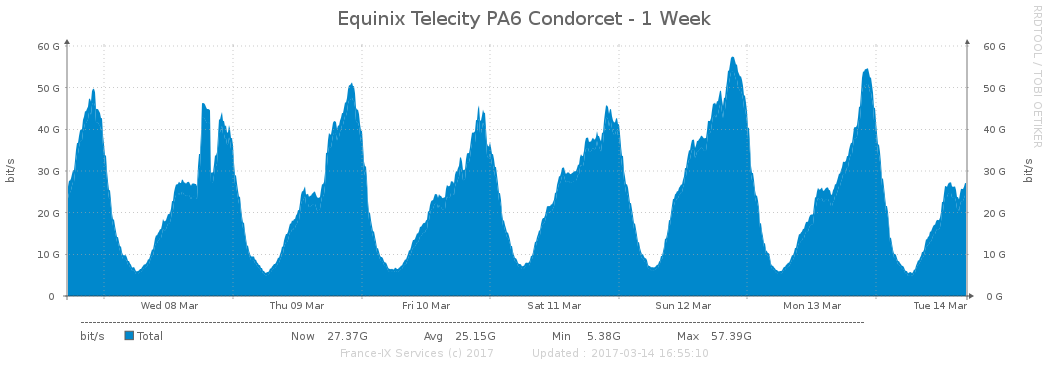 Equinix Telecity PA6 Condorcet - 1 Week
RRDTOOL / TOBI OETIKER
bit/s
60 G 60 G
50 G 50 G
40 G 40 G
30 G 30 G
20 G 20 G
10 G 10 G
0 0 G
bit/s
Wed 08 Mar Thu 09 Mar Fri 10 Mar Sat 11 Mar Sun 12 Mar Mon 13 Mar Tue 14 Mar
bit/s Total Now 27.37G Avg 25.15G Min 5.38G Max 57.39G
France-IX Services (c) 2017 Updated : 2017-03-14 16:55:10